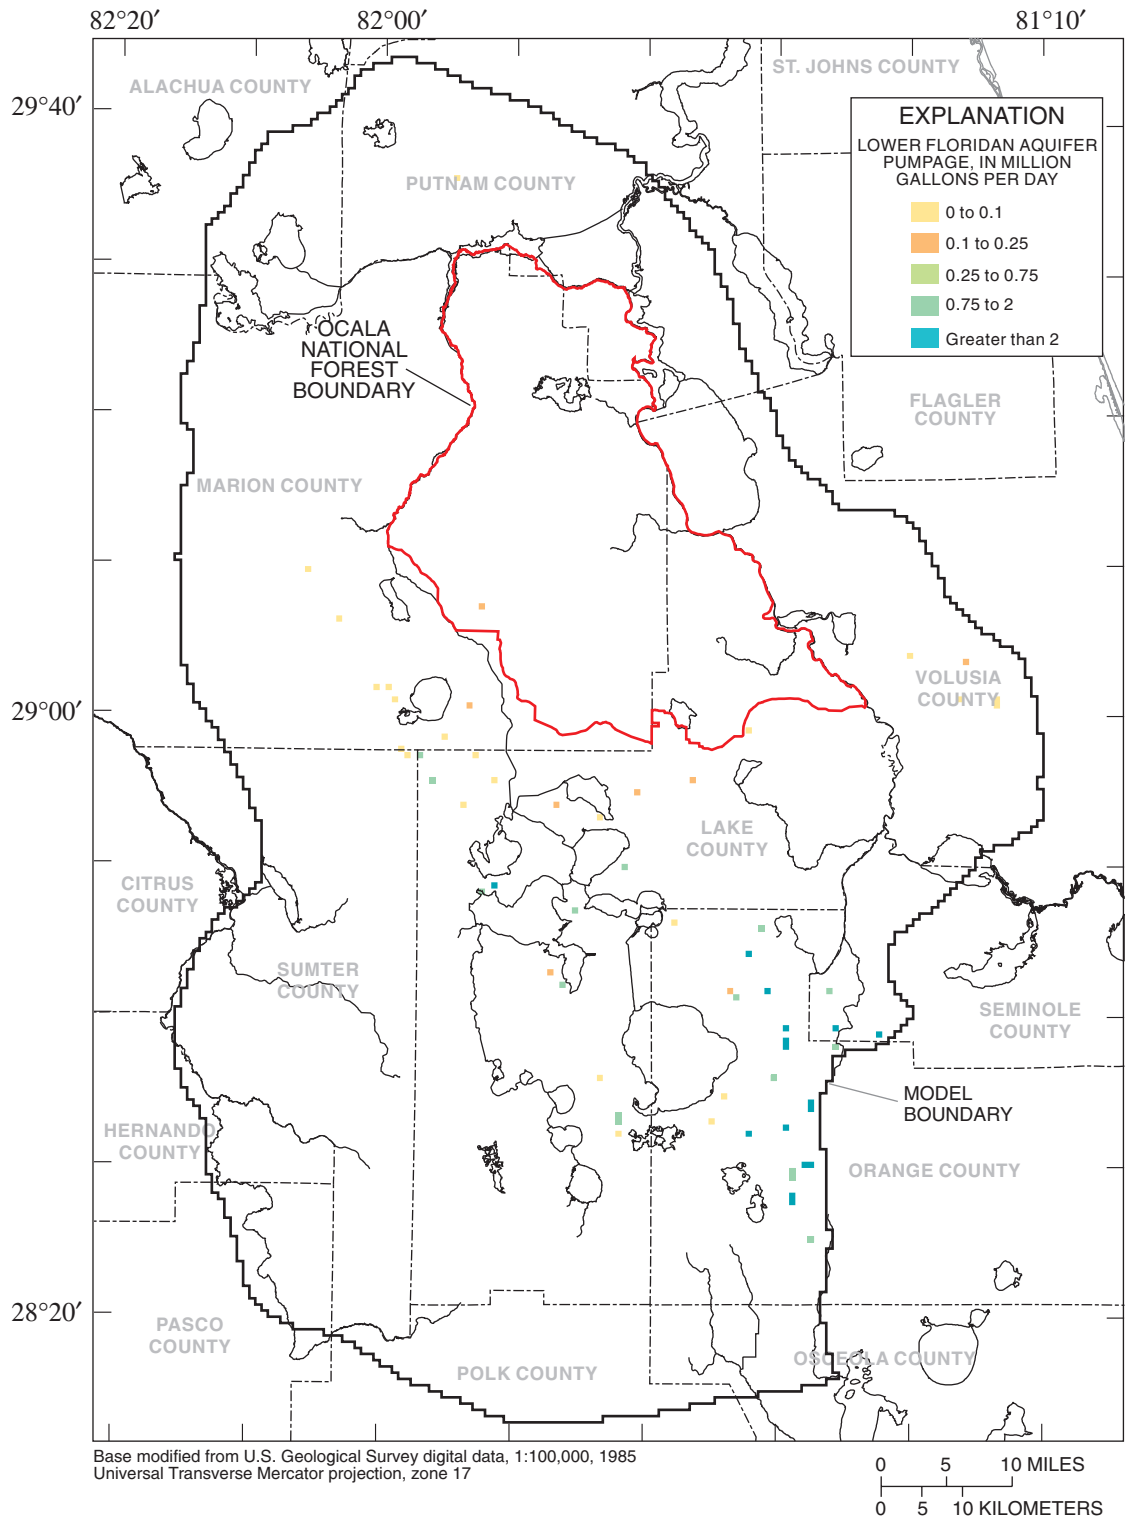 82°20′
82°00′
81°10′
29°40′
29°00′
28°20′
ALACHUA COUNTY
ST. JOHNS COUNTY
PUTNAM COUNTY
EXPLANATION
LOWER FLORIDAN AQUIFER
PUMPAGE, IN MILLION
GALLONS PER DAY
0 to 0.1
0.1 to 0.25
0.25 to 0.75
0.75 to 2
Greater than 2
OCALA
NATIONAL
FOREST
BOUNDARY
FLAGLER
COUNTY
MARION COUNTY
VOLUSIA
COUNTY
LAKE
COUNTY
CITRUS
COUNTY
SUMTER
COUNTY
SEMINOLE
COUNTY
MODEL
BOUNDARY
HERNANDO
COUNTY
ORANGE COUNTY
PASCO
COUNTY
POLK COUNTY
OSCEOLA COUNTY
Base modified from U.S. Geological Survey digital data, 1:100,000, 1985
Universal Transverse Mercator projection, zone 17
0 5 10 MILES
0 5 10 KILOMETERS